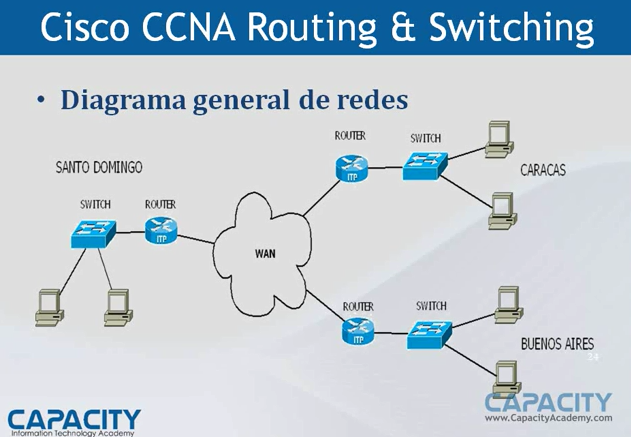 Cisco CCNA Routing & Switching
• Diagrama general de redes
SANTO DOMINGO
SWITCH
ROUTER
ITP
WAN
ROUTER
ITP
SWITCH
CARACAS
ROUTER
ITP
SWITCH
BUENOS AIRES
24
CAPACITY
Information Technology Academy
CAPACITY
www.CapacityAcademy.com